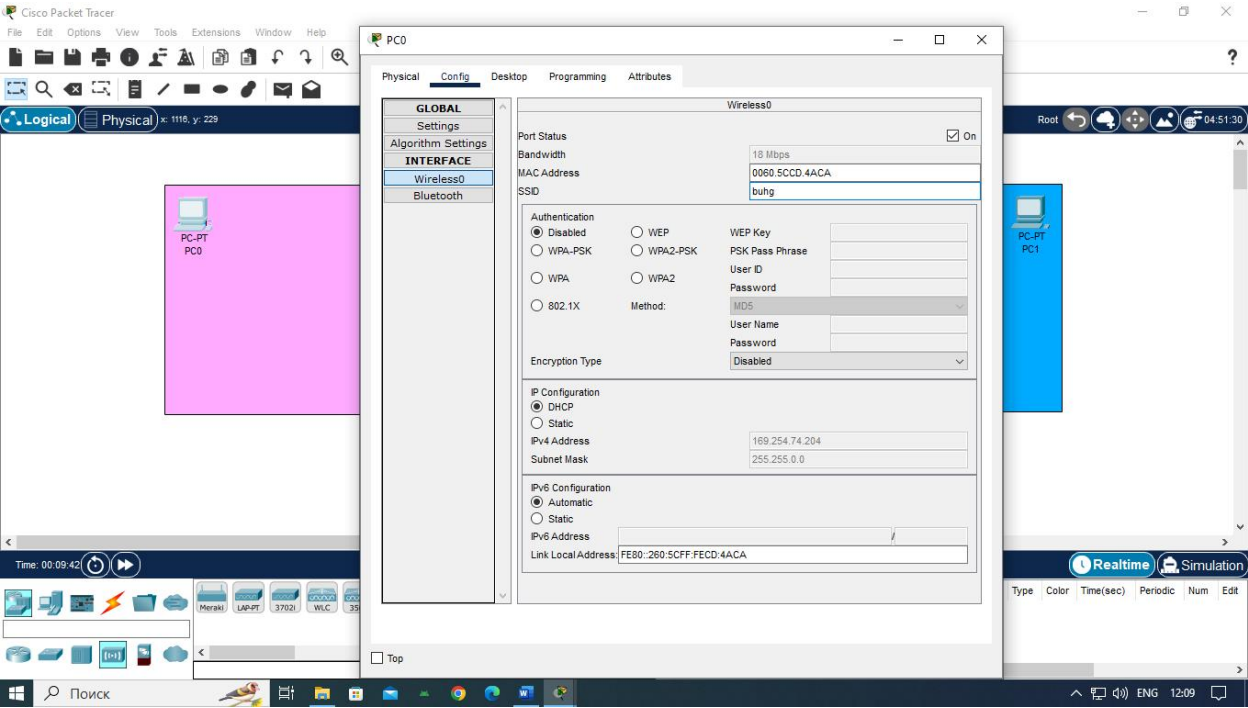 Cisco Packet Tracer
File Edit Options View Tools Extensions Window Help
?
Logical Physical x: 1116, y: 229
Root 04:51:30
PC-PT
PC0
PC0
Physical Config Desktop Programming Attributes
GLOBAL
Settings
Algorithm Settings
INTERFACE
Wireless0
Bluetooth
Wireless0
Port Status On
Bandwidth 18 Mbps
MAC Address 0060.5CCD.4ACA
SSID buhg
Authentication
Disabled WEP WEP Key
WPA-PSK WPA2-PSK PSK Pass Phrase
User ID
WPA WPA2 Password
802.1X Method: MD5
User Name
Password
Encryption Type Disabled
IP Configuration
DHCP
Static
IPv4 Address 169.254.74.204
Subnet Mask 255.255.0.0
IPv6 Configuration
Automatic
Static
IPv6 Address /
Link Local Address: FE80::260:5CFF:FECD:4ACA
Top
PC-PT
PC1
Time: 00:09:42
Realtime Simulation
Meraki LAP-PT 3702i WLC 35
Type Color Time(sec) Periodic Num Edit
Поиск
ENG 12:09